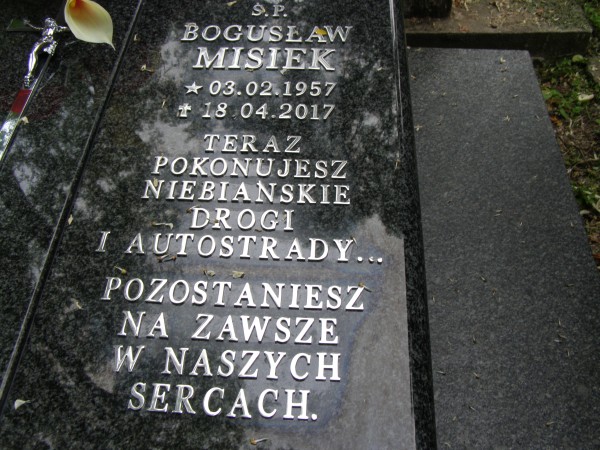 Ś.P.
BOGUSŁAW
MISIEK
★ 03.02.1957
✝ 18.04.2017
TERAZ
POKONUJESZ
NIEBIAŃSKIE
DROGI
I AUTOSTRADY...
POZOSTANIESZ
NA ZAWSZE
W NASZYCH
SERCACH.